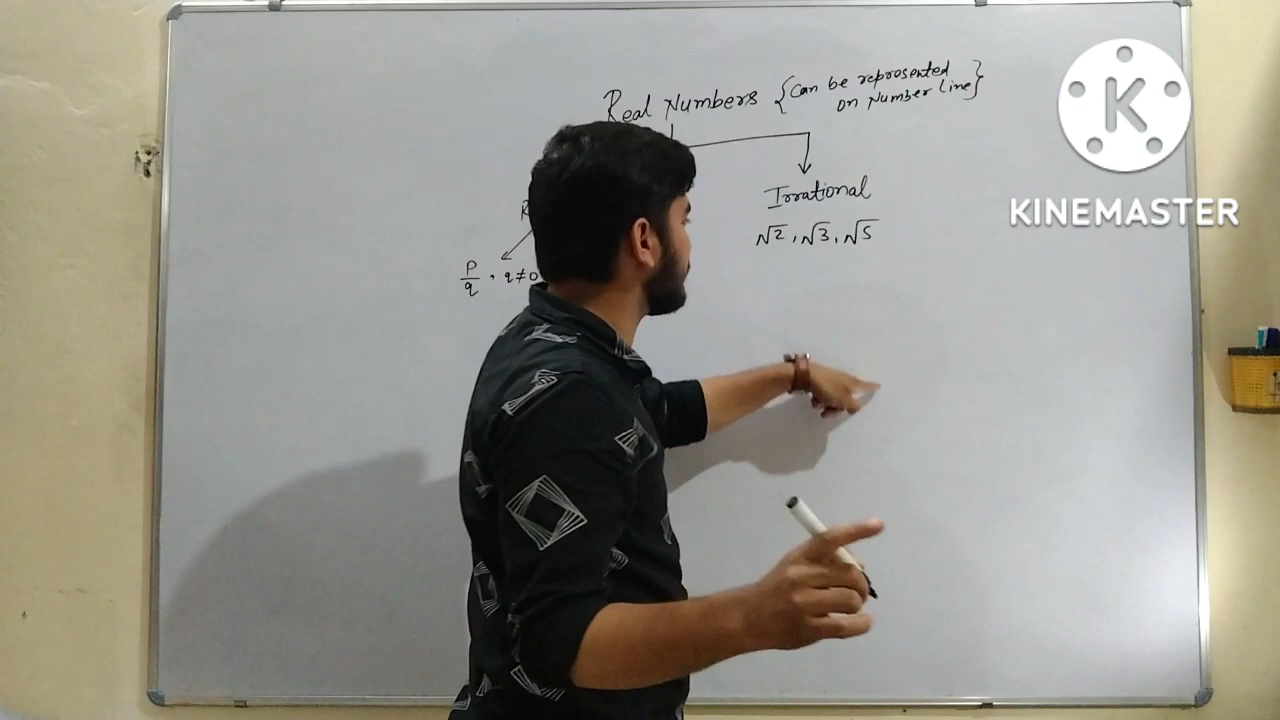 Real Numbers {Can be represented
on Number Line}
Irrational
√2, √3, √5
p/q, q≠0
K
KINEMASTER